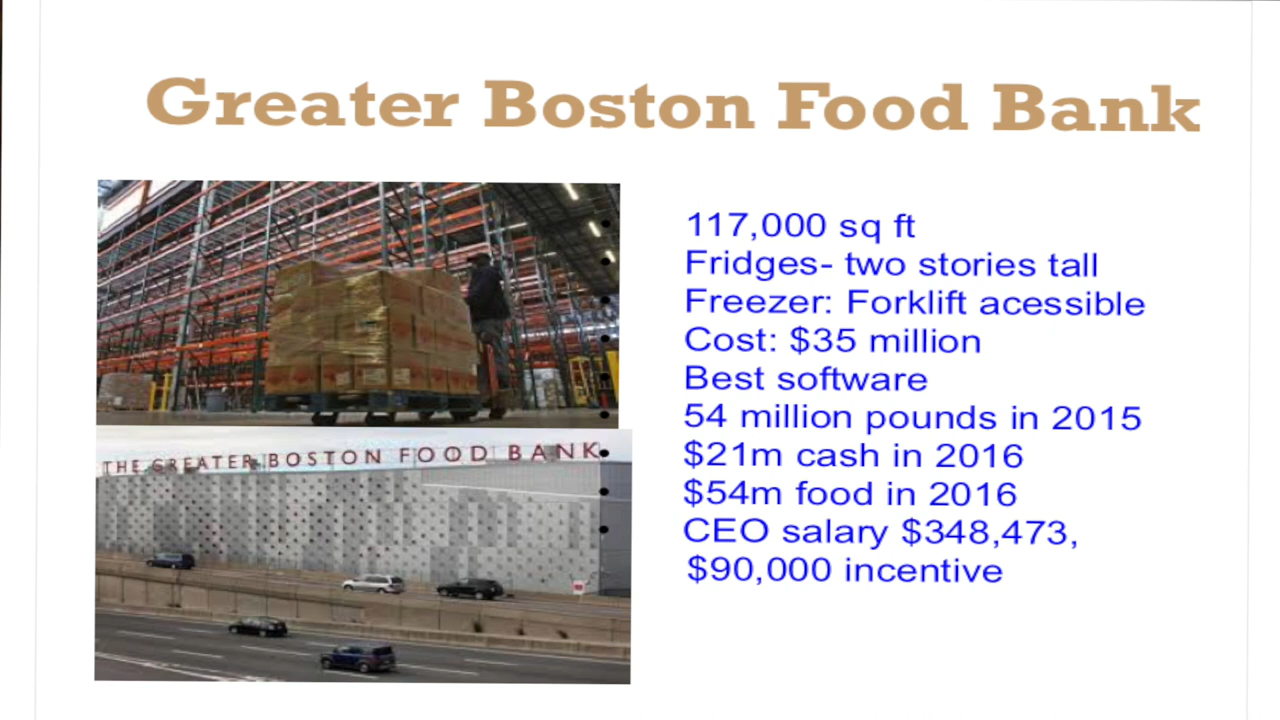 Greater Boston Food Bank
117,000 sq ft
Fridges- two stories tall
Freezer: Forklift acessible
Cost: $35 million
Best software
54 million pounds in 2015
$21m cash in 2016
$54m food in 2016
CEO salary $348,473,
$90,000 incentive
THE GREATER BOSTON FOOD BANK